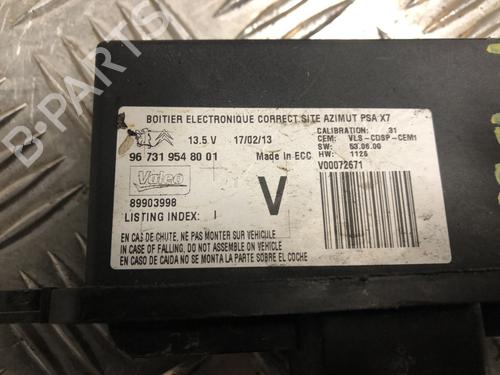 BOITIER ELECTRONIQUE CORRECT SITE AZIMUT PSA X7
13.5 V 17/02/13
CALIBRATION: 31
CEM: VLS-CDSP-CEM1
SW: 53.06.00
HW: 1125
96 731 954 80 01
Made in ECC
V00072671
Valeo
V
89903998
LISTING INDEX: I
EN CAS DE CHUTE, NE PAS MONTER SUR VEHICULE
IN CASE OF FALLING, DO NOT ASSEMBLE ON VEHICLE
EN CASO DE CAIDA NO SE MONTA LA PARTE SOBRE EL COCHE
B-PARTS